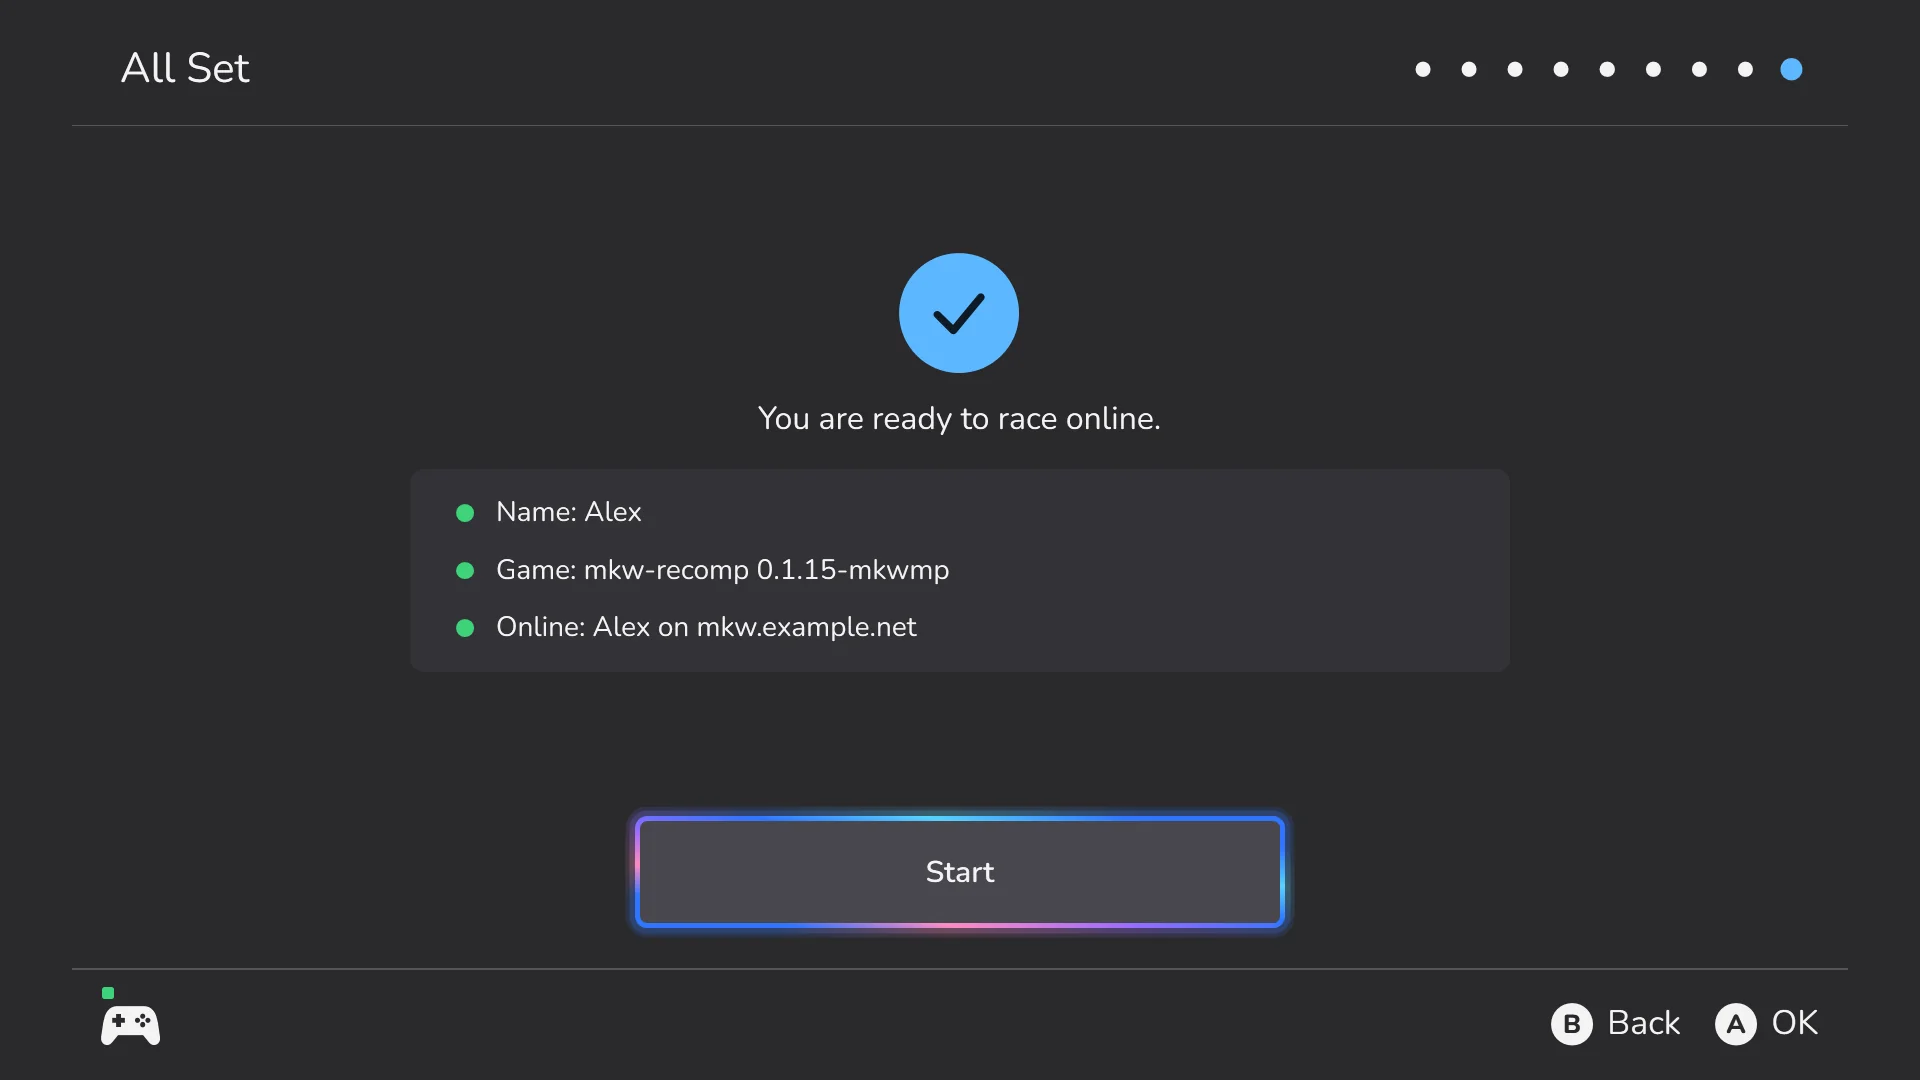 All Set
You are ready to race online.
Name: Alex
Game: mkw-recomp 0.1.15-mkwmp
Online: Alex on mkw.example.net
Start
B Back A OK